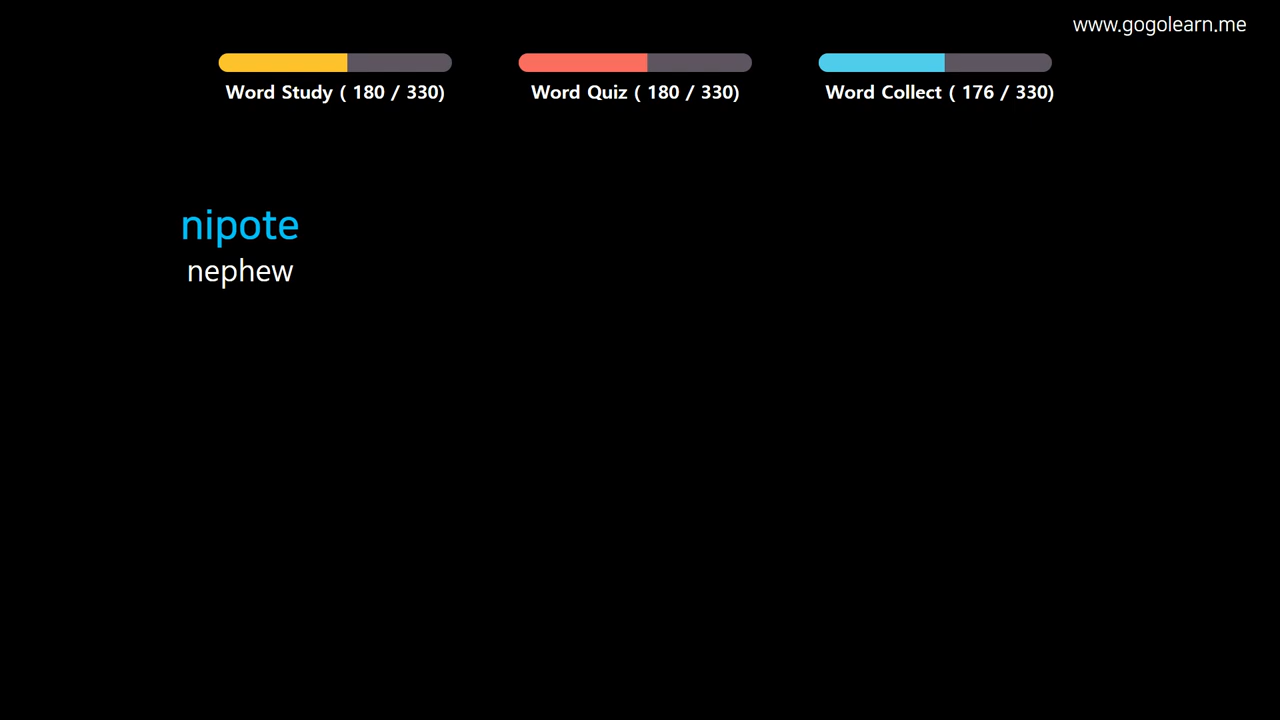 www.gogolearn.me
Word Study ( 180 / 330)
Word Quiz ( 180 / 330)
Word Collect ( 176 / 330)
nipote
nephew